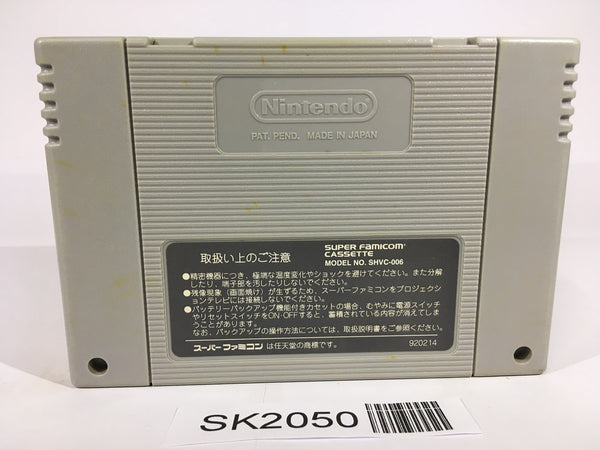 Nintendo
PAT. PEND. MADE IN JAPAN
取扱い上のご注意
SUPER FAMICOM
CASSETTE
MODEL NO. SHVC-006
●精密機器につき、極端な温度変化やショックを避けてください。また分解
したり、端子部を汚したりしないでください。
●残像現象(画面焼け)が生ずるため、スーパーファミコンをプロジェクシ
ョンテレビには接続しないでください。
●バッテリーバックアップ機能付きカセットの場合、むやみに電源スイッチ
やリセットスイッチをON・OFFすると、蓄積されている内容が消えてしま
うことがあります。
なお、バックアップの操作方法については、取扱説明書をご参照ください。
スーパーファミコン は任天堂の商標です。
920214
SK2050